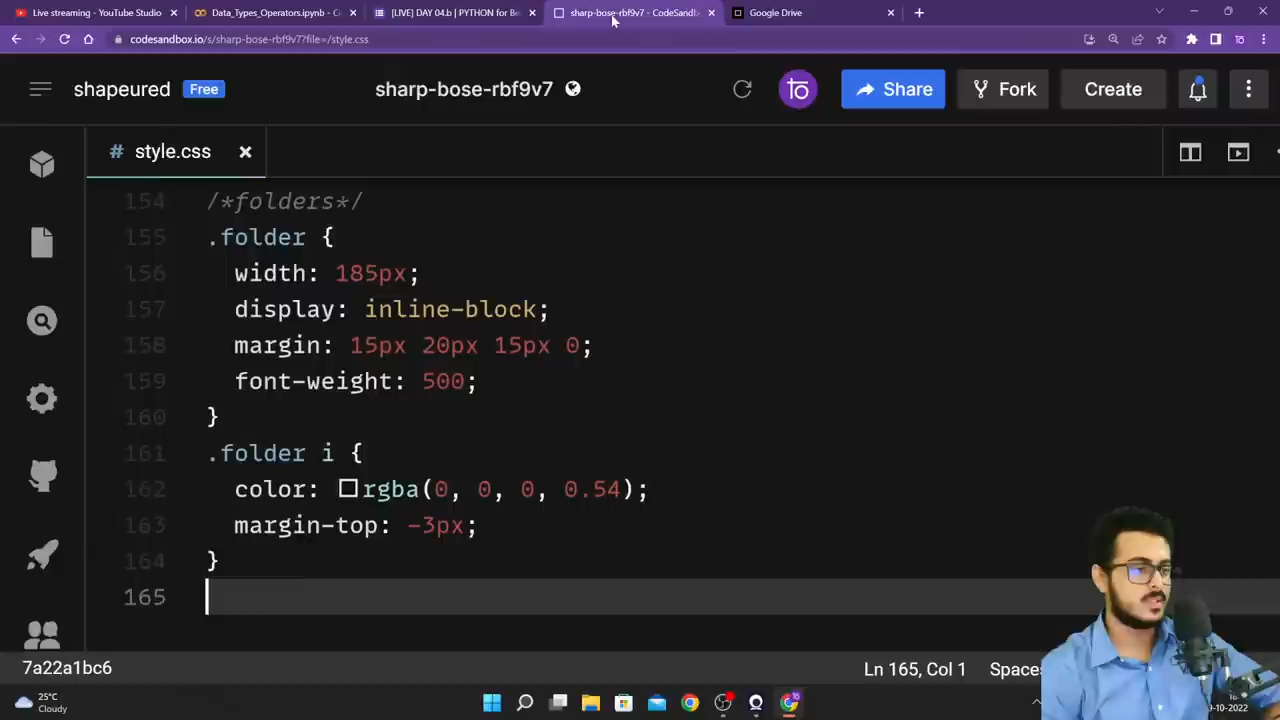 Live streaming - YouTube Studio
Data_Types_Operators.ipynb - C
[LIVE] DAY 04.b | PYTHON for Be
sharp-bose-rbf9v7 - CodeSandb
Google Drive
codesandbox.io/s/sharp-bose-rbf9v7?file=/style.css
shapeured Free
sharp-bose-rbf9v7
Share
Fork
Create
# style.css
154 /*folders*/
155 .folder {
156 width: 185px;
157 display: inline-block;
158 margin: 15px 20px 15px 0;
159 font-weight: 500;
160 }
161 .folder i {
162 color: rgba(0, 0, 0, 0.54);
163 margin-top: -3px;
164 }
165
7a22a1bc6
Ln 165, Col 1
Spaces
25°C
Cloudy
-10-2022